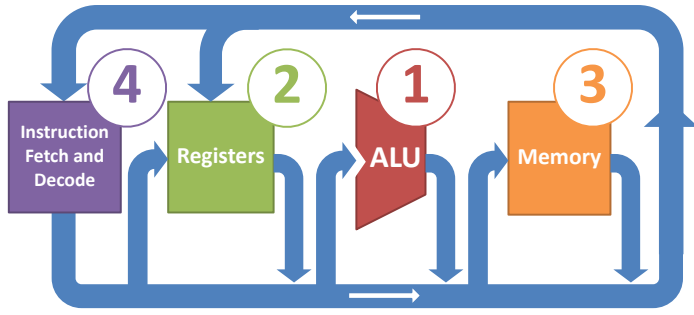 4
Instruction
Fetch and
Decode
2
Registers
1
ALU
3
Memory